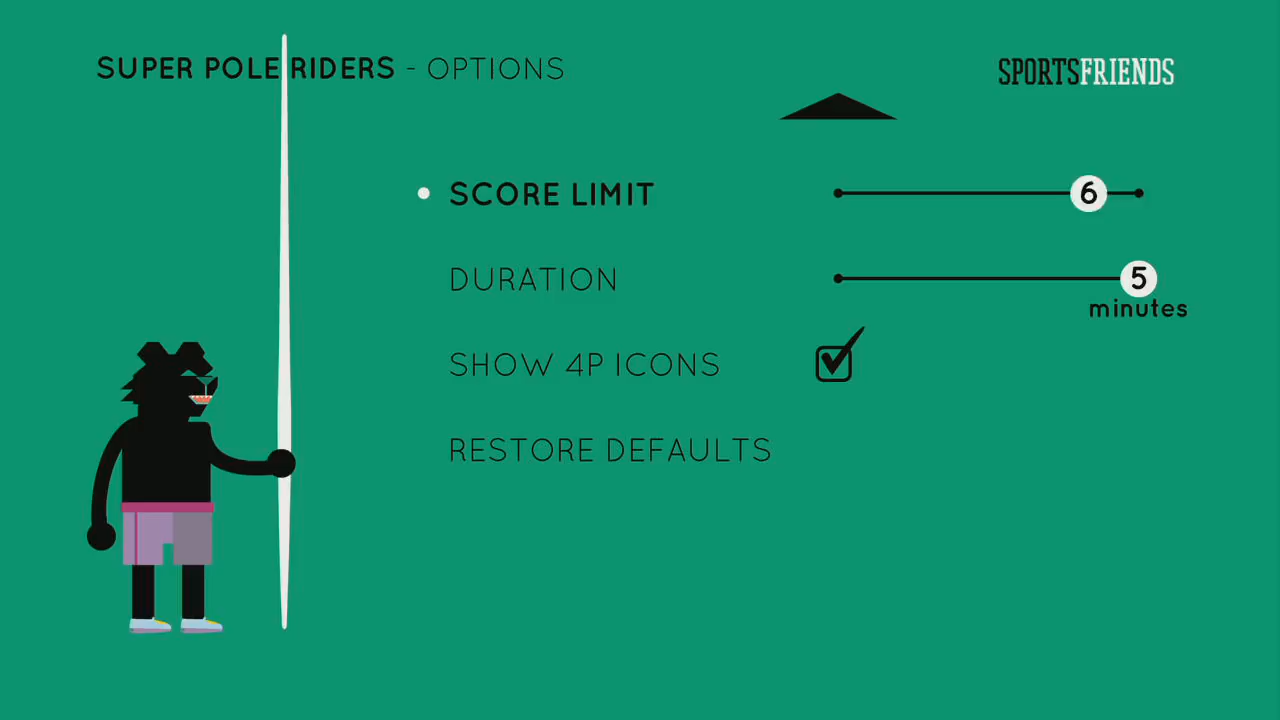 SUPER POLE RIDERS - OPTIONS
SPORTSFRIENDS
SCORE LIMIT 6
DURATION 5
minutes
SHOW 4P ICONS
RESTORE DEFAULTS